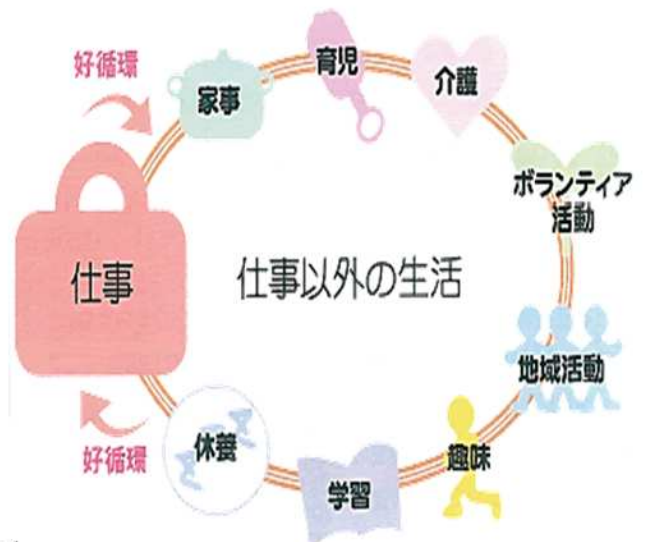 好循環
家事
育児
介護
ボランティア
活動
仕事
仕事以外の生活
地域活動
趣味
学習
休養
好循環